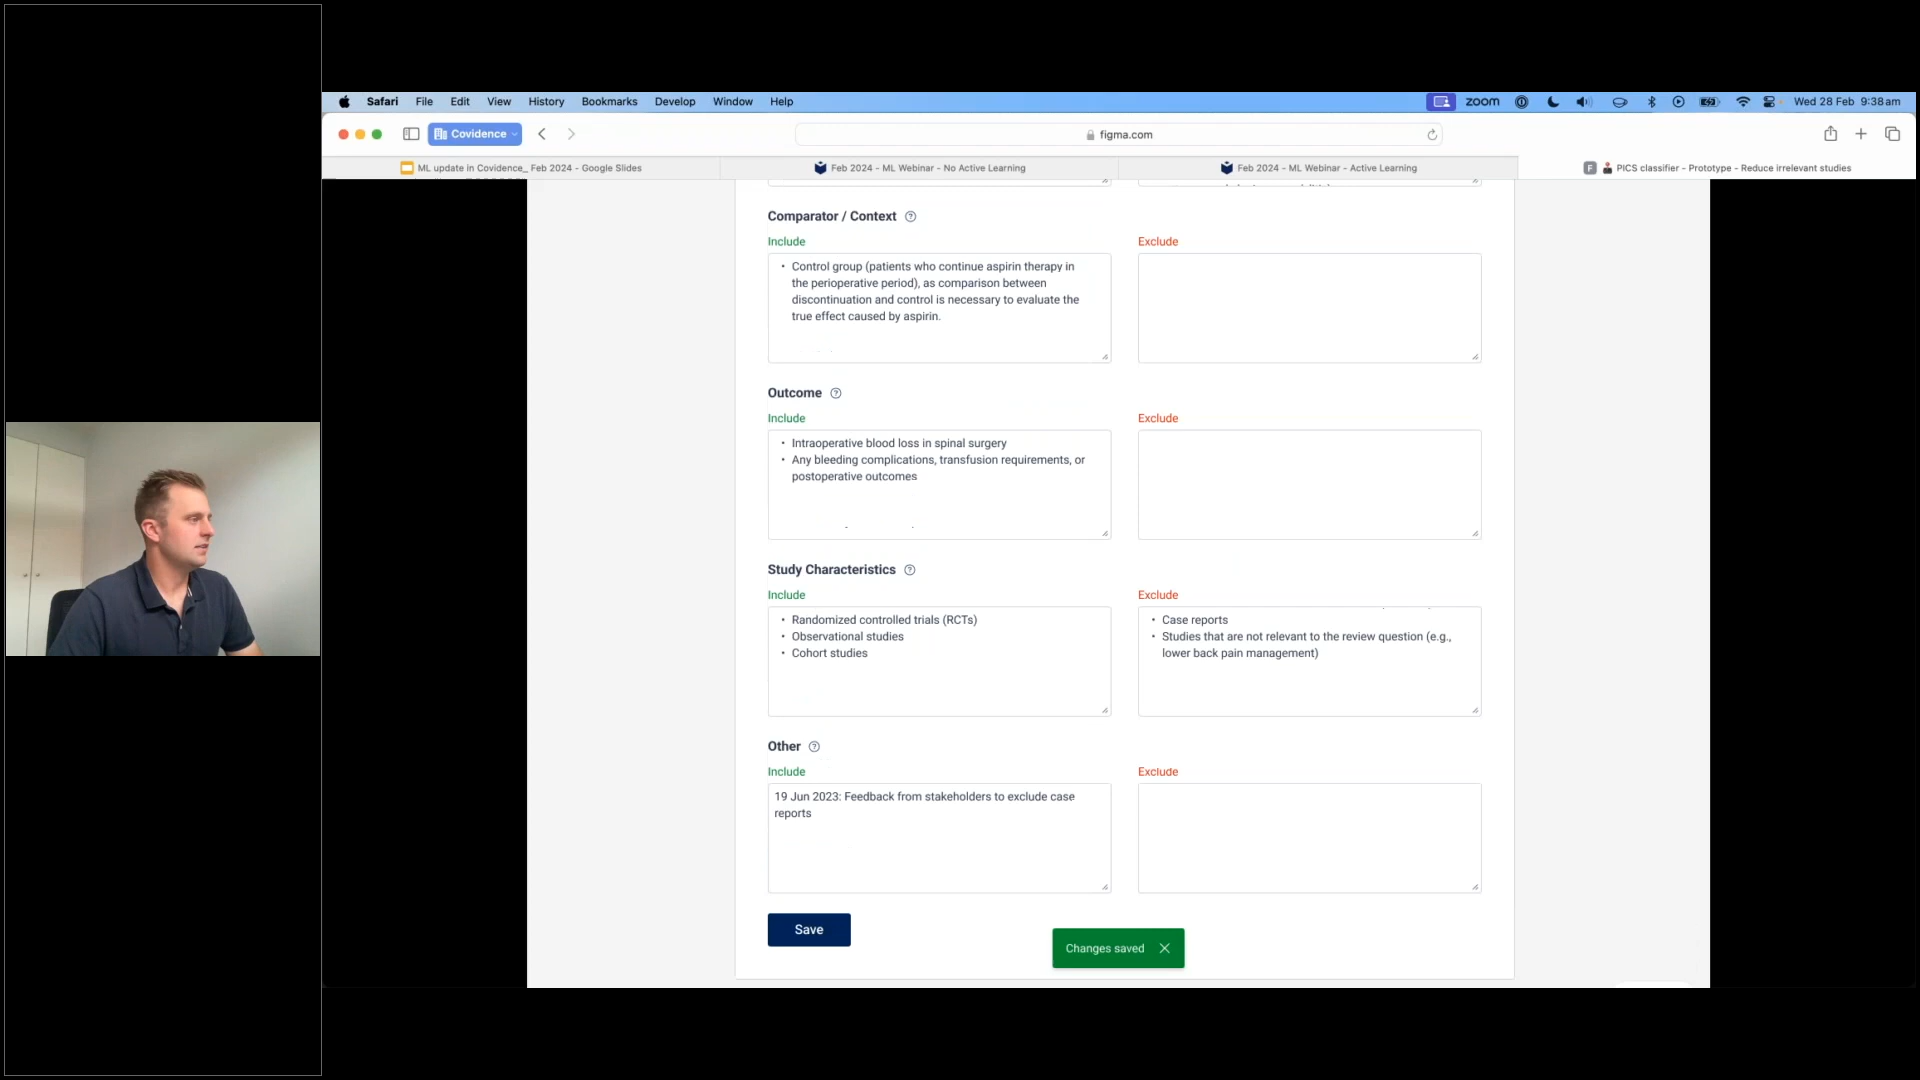 Safari File Edit View History Bookmarks Develop Window Help zoom Wed 28 Feb 9:38 am
Covidence figma.com
ML update in Covidence_ Feb 2024 - Google Slides
Feb 2024 - ML Webinar - No Active Learning
Feb 2024 - ML Webinar - Active Learning
F PICS classifier - Prototype - Reduce irrelevant studies
Comparator / Context
Include
• Control group (patients who continue aspirin therapy in
the perioperative period), as comparison between
discontinuation and control is necessary to evaluate the
true effect caused by aspirin.
Exclude
Outcome
Include
• Intraoperative blood loss in spinal surgery
• Any bleeding complications, transfusion requirements, or
postoperative outcomes
Exclude
Study Characteristics
Include
• Randomized controlled trials (RCTs)
• Observational studies
• Cohort studies
Exclude
• Case reports
• Studies that are not relevant to the review question (e.g.,
lower back pain management)
Other
Include
19 Jun 2023: Feedback from stakeholders to exclude case
reports
Exclude
Save
Changes saved